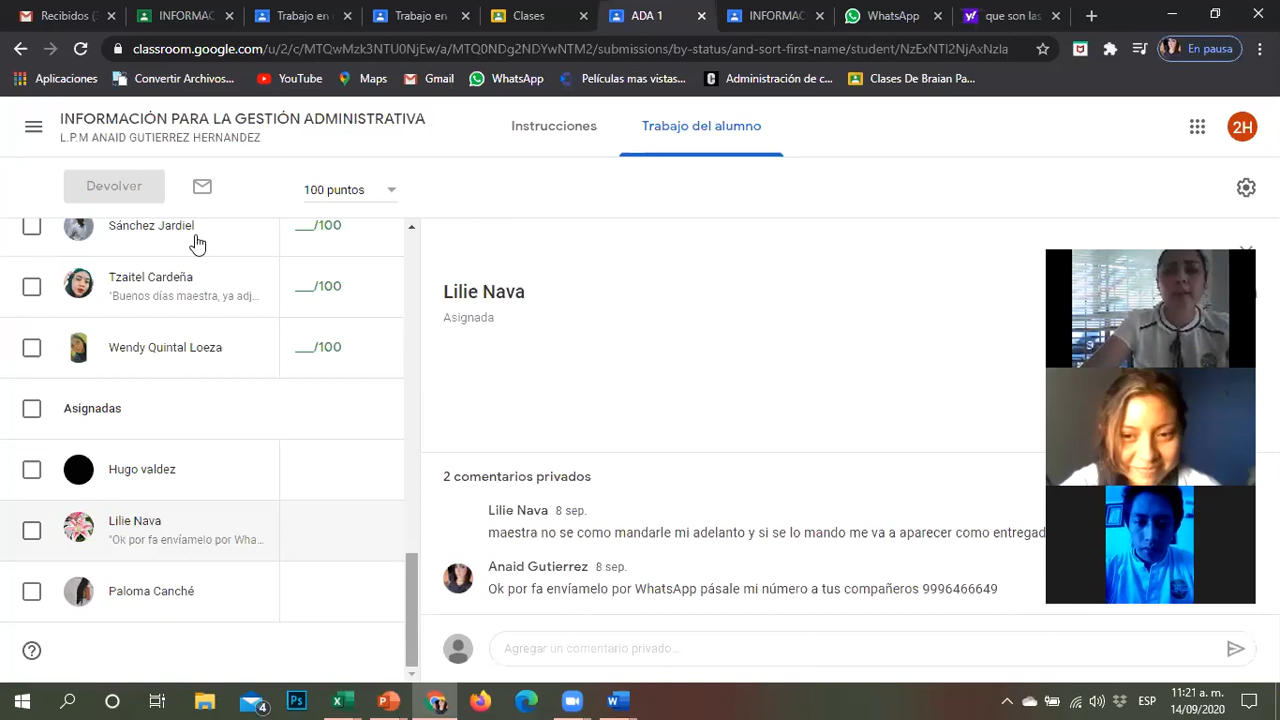 Recibidos (
INFORMAC
Trabajo en
Trabajo en
Clases
ADA 1
INFORMAC
WhatsApp
que son las
classroom.google.com/u/2/c/MTQwMzk3NTU0NjEw/a/MTQ0NDg2NDYwNTM2/submissions/by-status/and-sort-first-name/student/NzExNTI2NjAxNzIa
En pausa
Aplicaciones
Convertir Archivos...
YouTube
Maps
Gmail
WhatsApp
Películas mas vistas...
Administración de c...
Clases De Braian Pa...
INFORMACIÓN PARA LA GESTIÓN ADMINISTRATIVA
L.P.M ANAID GUTIERREZ HERNANDEZ
Instrucciones
Trabajo del alumno
2H
Devolver
100 puntos
Sánchez Jardiel
___/100
Tzaitel Cardeña
"Buenos días maestra, ya adj...
___/100
Wendy Quintal Loeza
___/100
Asignadas
Hugo valdez
Lilie Nava
"Ok por fa envíamelo por Wha...
Paloma Canché
Lilie Nava
Asignada
2 comentarios privados
Lilie Nava 8 sep.
maestra no se como mandarle mi adelanto y si se lo mando me va a aparecer como entregad
Anaid Gutierrez 8 sep.
Ok por fa envíamelo por WhatsApp pásale mi número a tus compañeros 9996466649
Agregar un comentario privado...
4
ESP
11:21 a. m.
14/09/2020